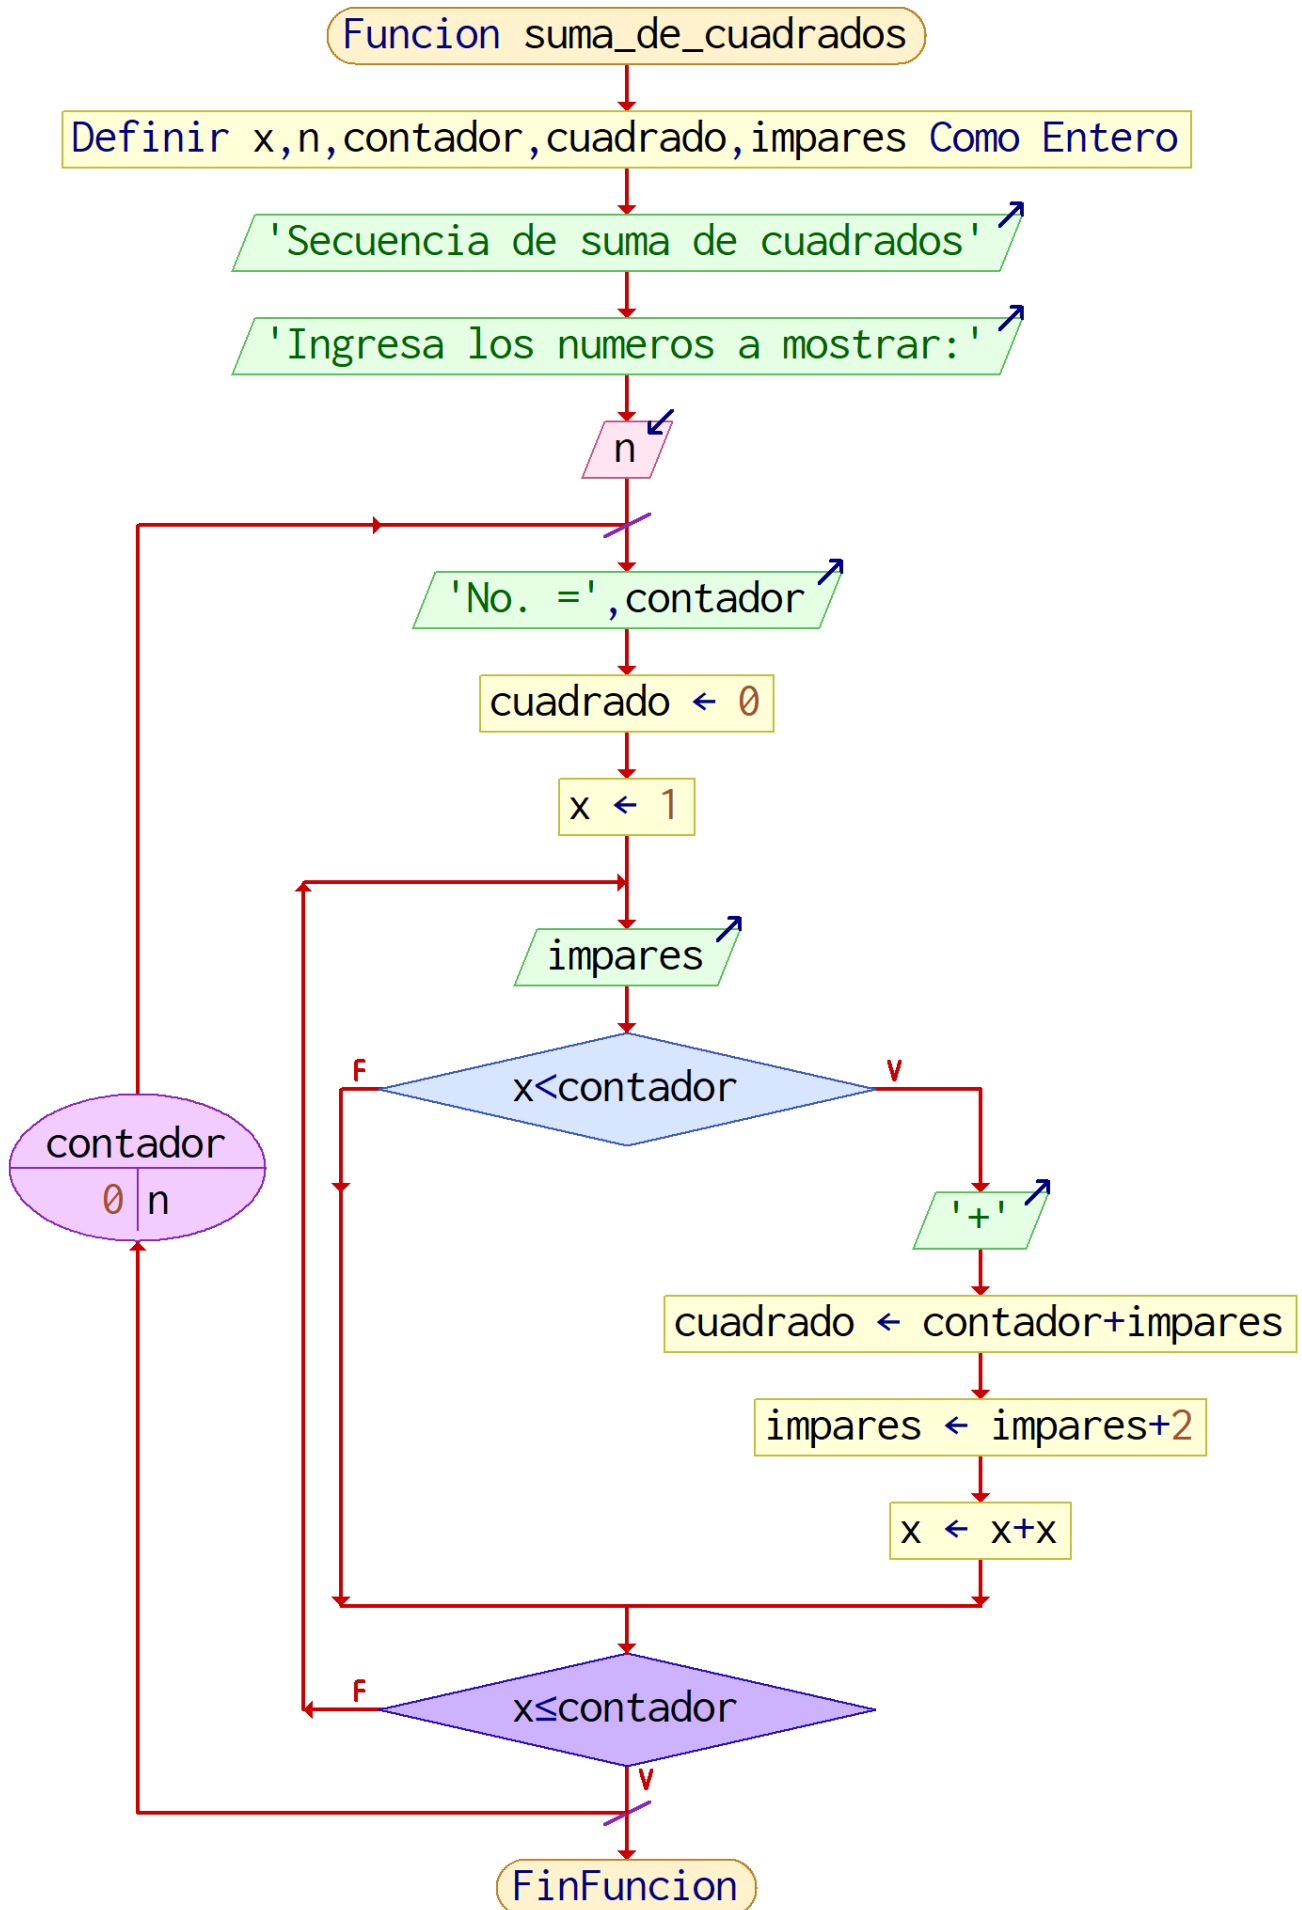 Funcion suma_de_cuadrados
Definir x,n,contador,cuadrado,impares Como Entero
'Secuencia de suma de cuadrados'
'Ingresa los numeros a mostrar:'
n
'No. =',contador
cuadrado ← 0
x ← 1
impares
F
x<contador
V
contador
0 n
'+'
cuadrado ← contador+impares
impares ← impares+2
x ← x+x
F
x≤contador
V
FinFuncion